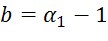 b = α₁ − 1